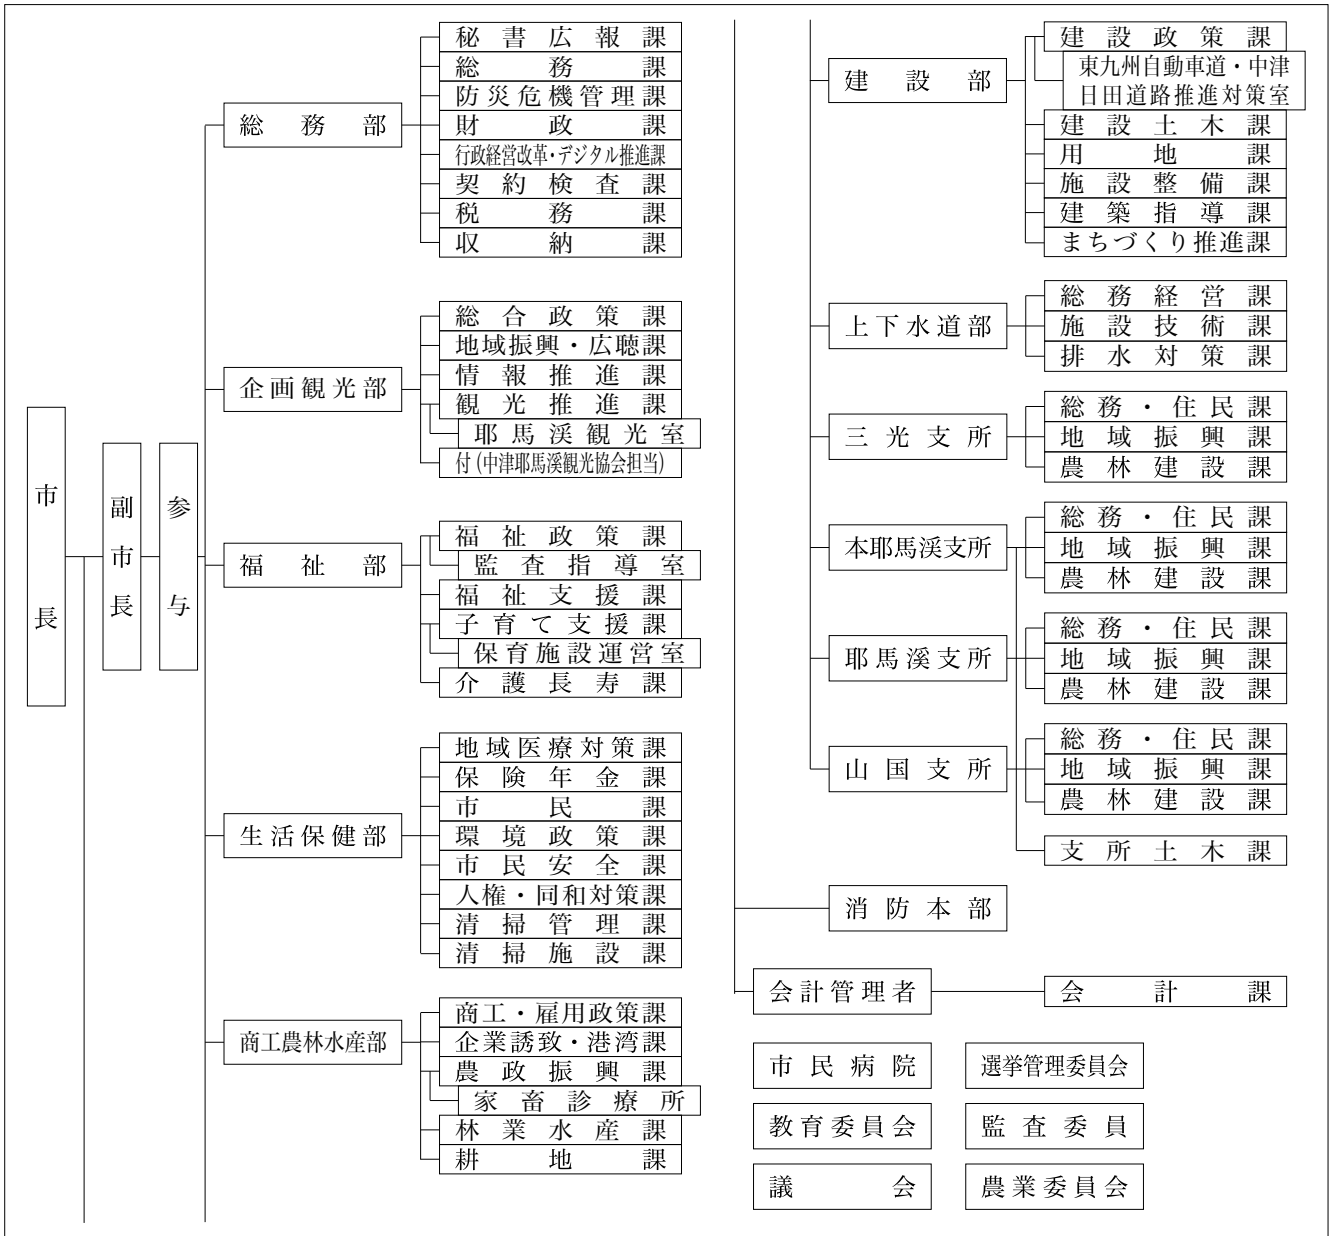 市長
副市長
参与
総務部
秘書広報課
総務課
防災危機管理課
財政課
行政経営改革・デジタル推進課
契約検査課
税務課
収納課
企画観光部
総合政策課
地域振興・広聴課
情報推進課
観光推進課
耶馬渓観光室
付(中津耶馬渓観光協会担当)
福祉部
福祉政策課
監査指導室
福祉支援課
子育て支援課
保育施設運営室
介護長寿課
生活保健部
地域医療対策課
保険年金課
市民課
環境政策課
市民安全課
人権・同和対策課
清掃管理課
清掃施設課
商工農林水産部
商工・雇用政策課
企業誘致・港湾課
農政振興課
家畜診療所
林業水産課
耕地課
建設部
建設政策課
東九州自動車道・中津
日田道路推進対策室
建設土木課
用地課
施設整備課
建築指導課
まちづくり推進課
上下水道部
総務経営課
施設技術課
排水対策課
三光支所
総務・住民課
地域振興課
農林建設課
本耶馬渓支所
総務・住民課
地域振興課
農林建設課
耶馬渓支所
総務・住民課
地域振興課
農林建設課
山国支所
総務・住民課
地域振興課
農林建設課
支所土木課
消防本部
会計管理者
会計課
市民病院
選挙管理委員会
教育委員会
監査委員
議会
農業委員会